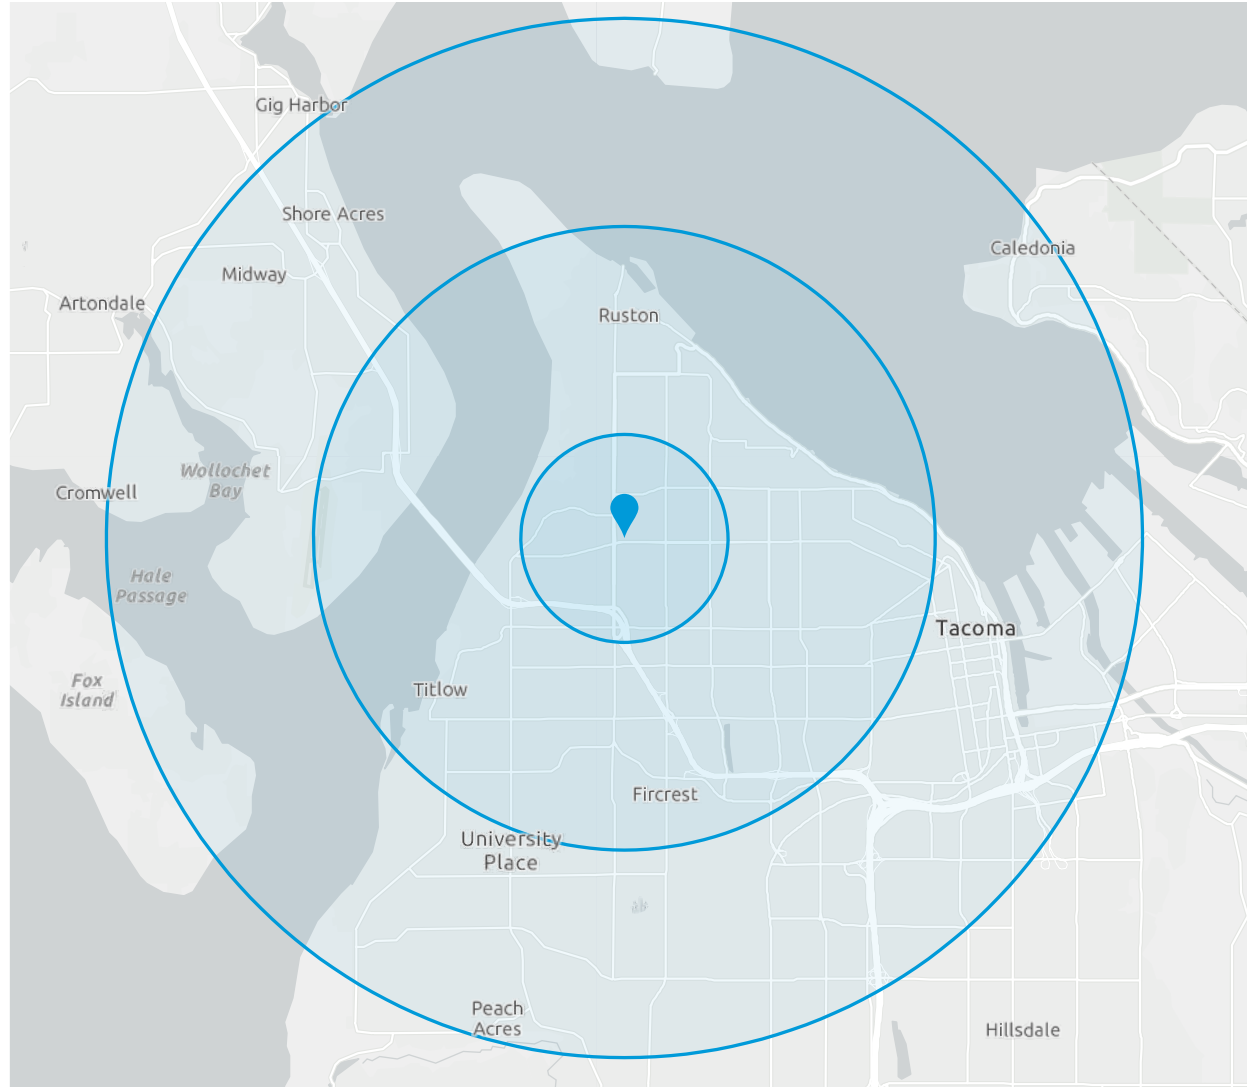 Gig Harbor
Shore Acres
Caledonia
Midway
Artondale
Ruston
Wollochet
Bay
Cromwell
Hale
Passage
Tacoma
Fox
Island
Titlow
Fircrest
University
Place
Peach
Acres
Hillsdale